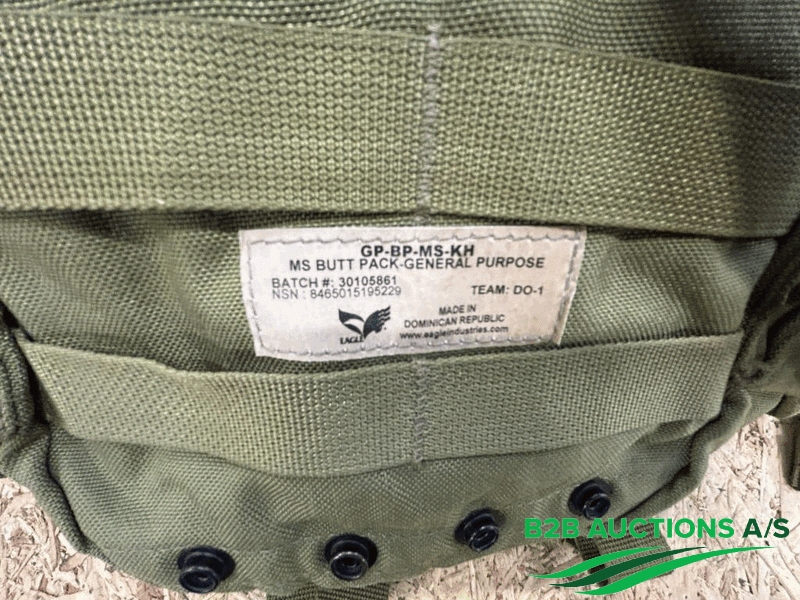 GP-BP-MS-KH
MS BUTT PACK-GENERAL PURPOSE
BATCH #: 30105861
NSN : 8465015195229
TEAM: DO-1
MADE IN
DOMINICAN REPUBLIC
www.eagleindustries.com
EAGLE
B2B AUCTIONS A/S